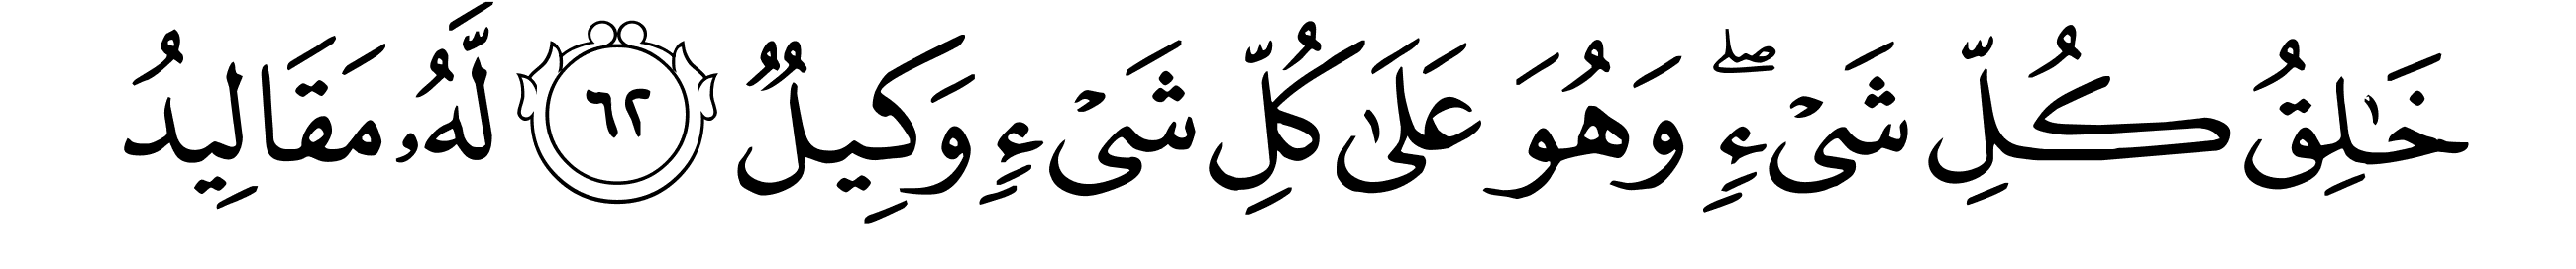 خَـٰلِقُ كُلِّ شَىْءٍۖ وَهُوَ عَلَىٰ كُلِّ شَىْءٍ وَكِيلٌ ٦٢ لَّهُۥ مَقَالِيدُ